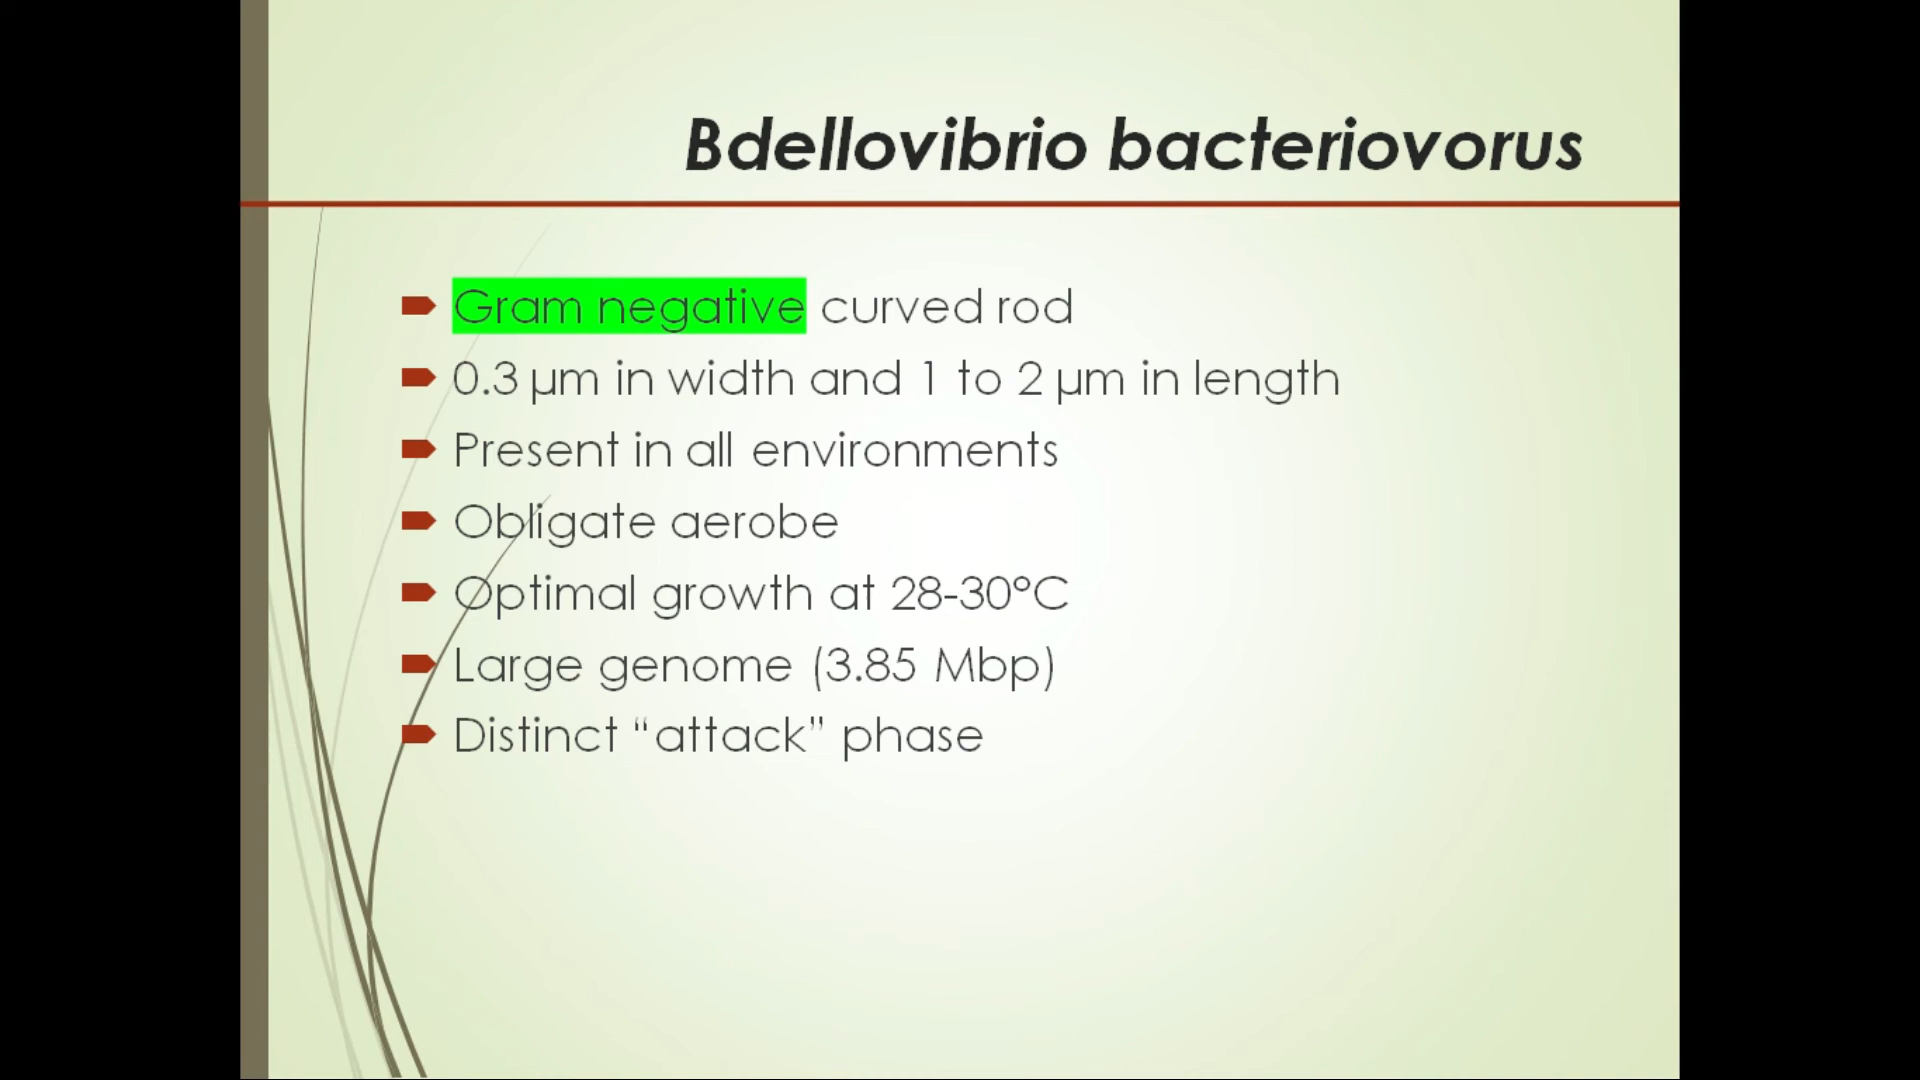 Bdellovibrio bacteriovorus
Gram negative curved rod
0.3 µm in width and 1 to 2 µm in length
Present in all environments
Obligate aerobe
Optimal growth at 28-30°C
Large genome (3.85 Mbp)
Distinct “attack” phase